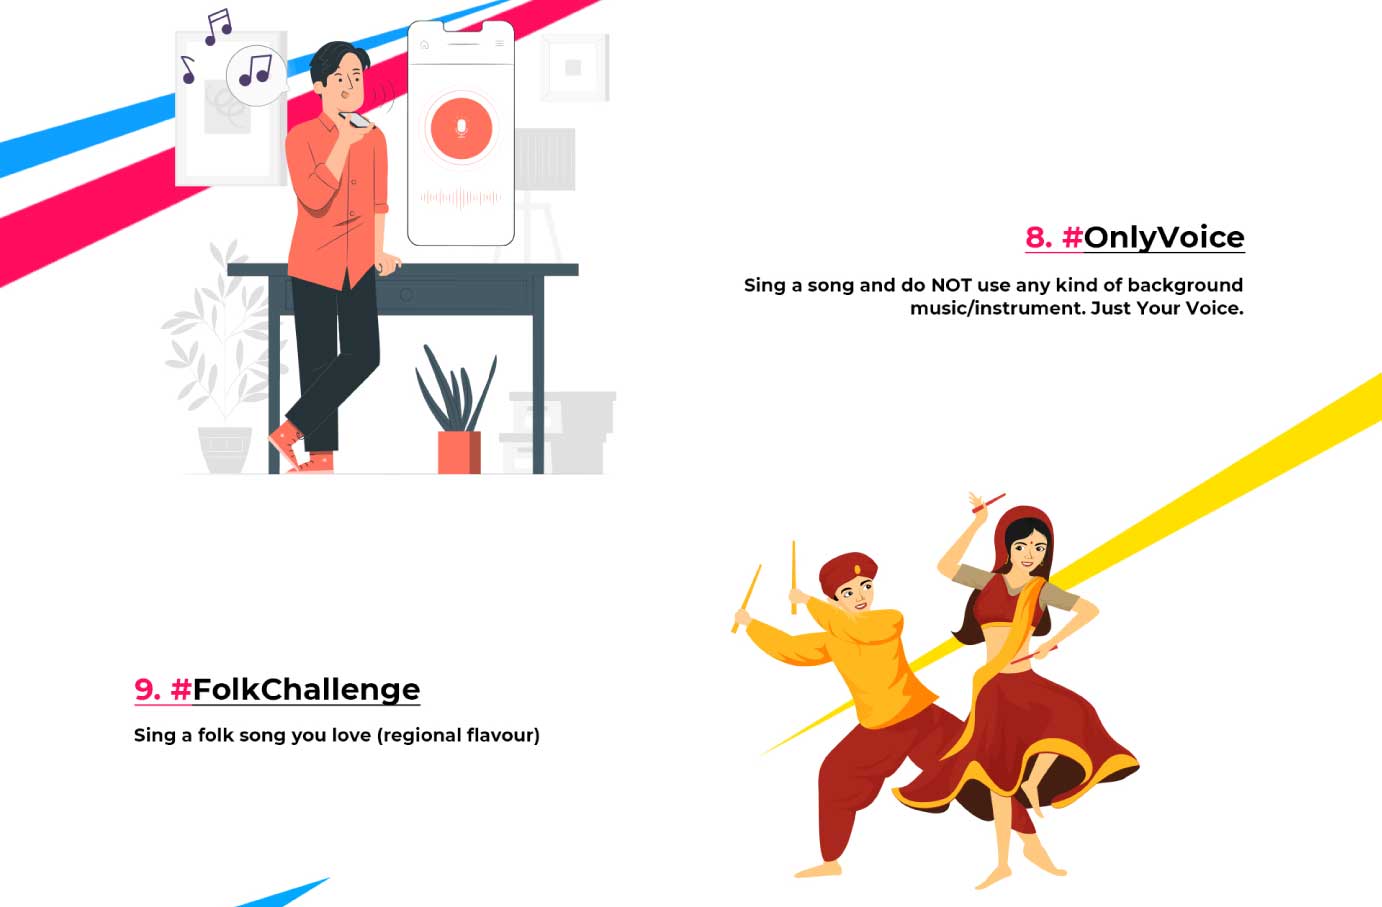 8. #OnlyVoice
Sing a song and do NOT use any kind of background
music/instrument. Just Your Voice.
9. #FolkChallenge
Sing a folk song you love (regional flavour)